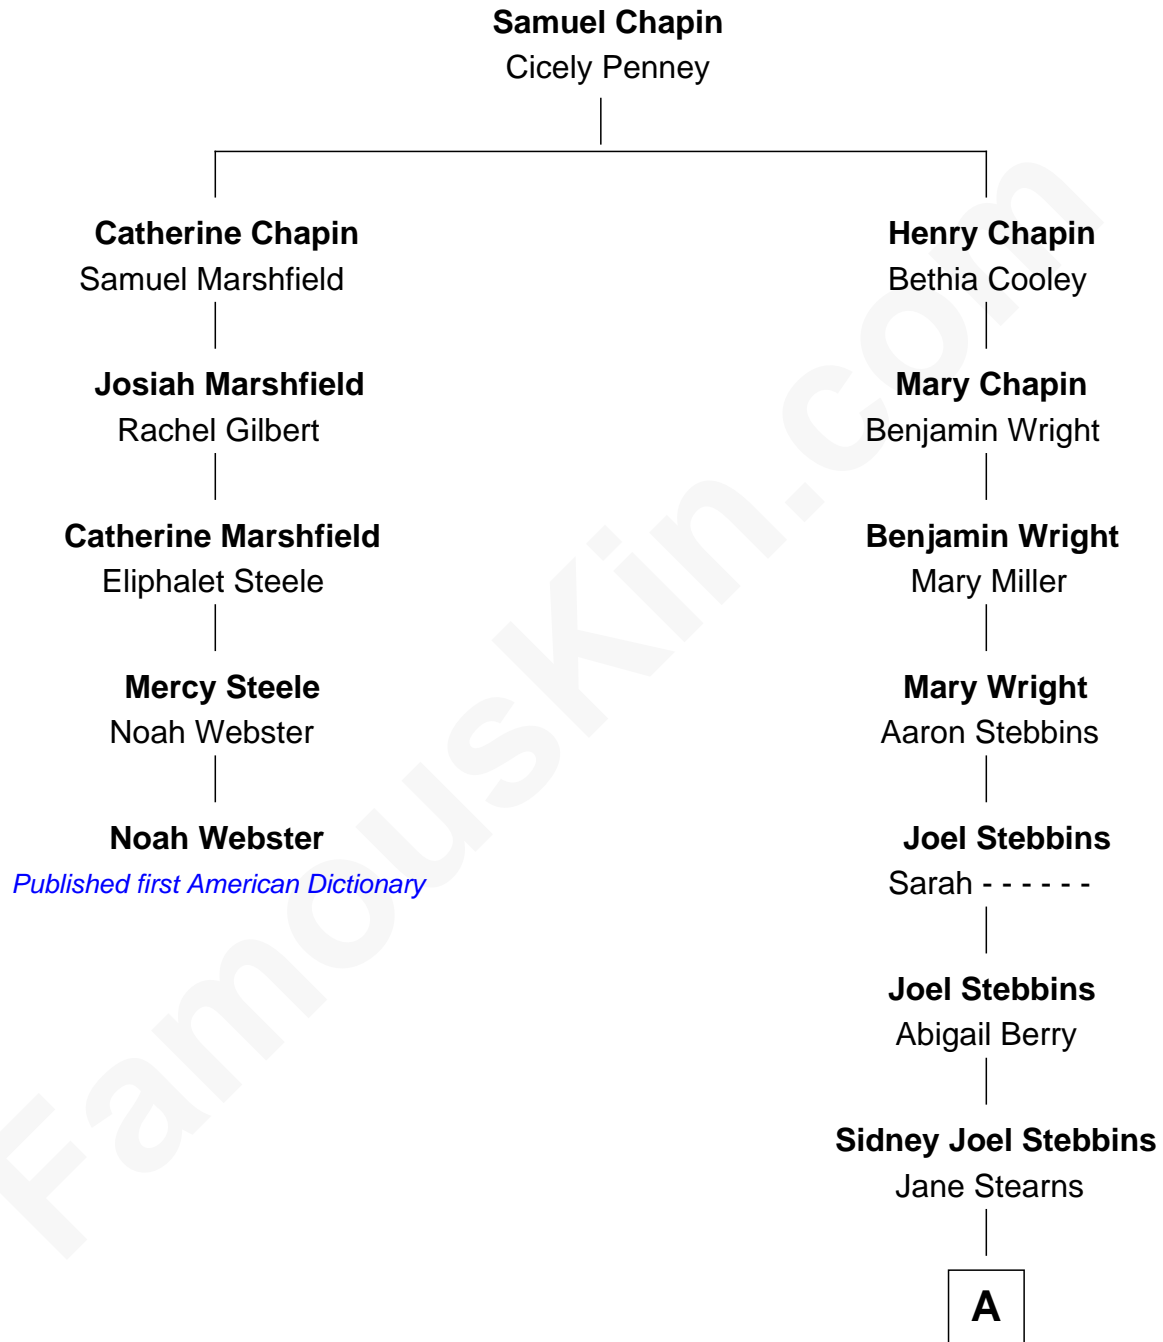 Samuel Chapin
Cicely Penney
Catherine Chapin
Samuel Marshfield
Henry Chapin
Bethia Cooley
Josiah Marshfield
Rachel Gilbert
Mary Chapin
Benjamin Wright
Catherine Marshfield
Eliphalet Steele
Benjamin Wright
Mary Miller
Mercy Steele
Noah Webster
Mary Wright
Aaron Stebbins
Noah Webster
Published first American Dictionary
Joel Stebbins
Sarah - - - - - -
Joel Stebbins
Abigail Berry
Sidney Joel Stebbins
Jane Stearns
A
FamousKin.com